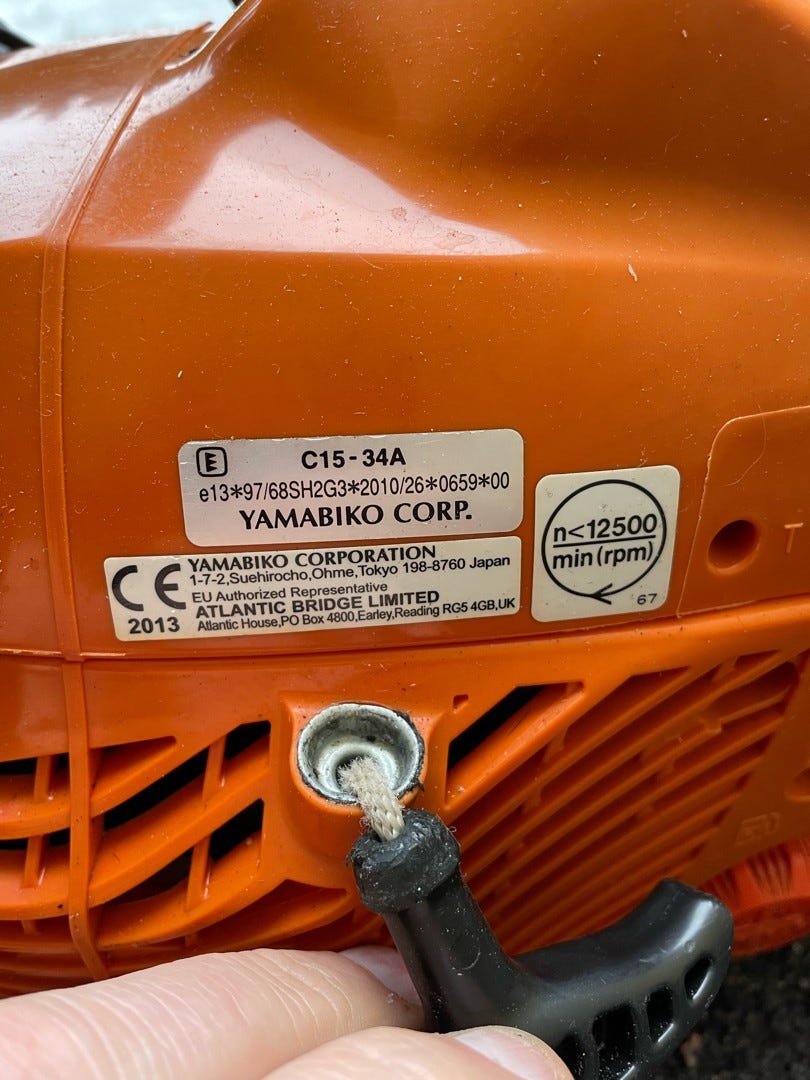 E C15-34A
e13*97/68SH2G3*2010/26*0659*00
YAMABIKO CORP.
n<12500
min(rpm)
67
YAMABIKO CORPORATION
1-7-2,Suehirocho,Ohme,Tokyo 198-8760 Japan
EU Authorized Representative
ATLANTIC BRIDGE LIMITED
Atlantic House,PO Box 4800,Earley,Reading RG5 4GB,UK
CE
2013
T